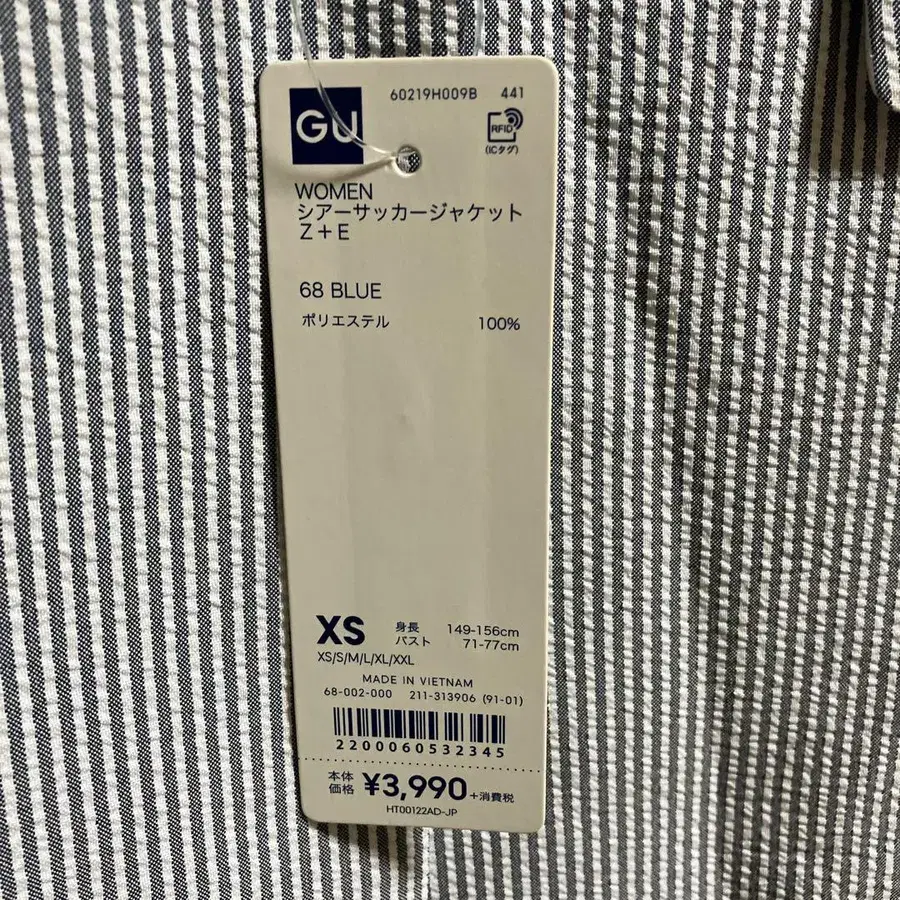 60219H009B 441
GU
RFID
(ICタグ)
WOMEN
シアーサッカージャケット
Z+E
68 BLUE
ポリエステル 100%
XS 身長 149-156cm
バスト 71-77cm
XS/S/M/L/XL/XXL
MADE IN VIETNAM
68-002-000 211-313906 (91-01)
2200060532345
本体価格 ¥3,990 +消費税
HT00122AD-JP